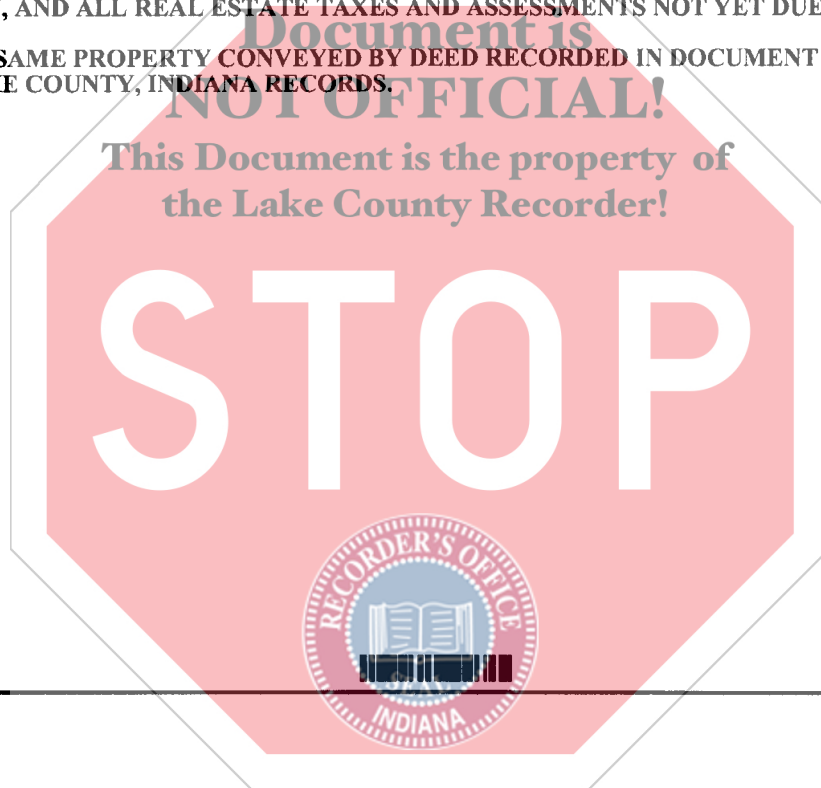 , AND ALL REAL ESTATE TAXES AND ASSESSMENTS NOT YET DUE
Document is
SAME PROPERTY CONVEYED BY DEED RECORDED IN DOCUMENT
E COUNTY, INDIANA RECORDS.
NOT OFFICIAL!
This Document is the property of
the Lake County Recorder!
STOP
RECORDER'S OFFICE
SEAL
INDIANA